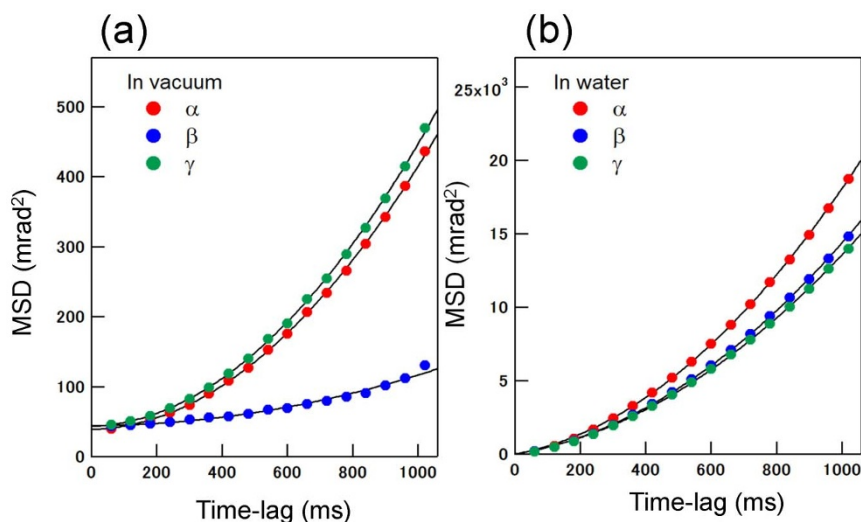 (a)
In vacuum
α
β
γ
500
400
300
200
100
0
0 200 400 600 800 1000
MSD (mrad²)
Time-lag (ms)
(b)
In water
α
β
γ
25x10³
20
15
10
5
0
0 200 400 600 800 1000
MSD (mrad²)
Time-lag (ms)